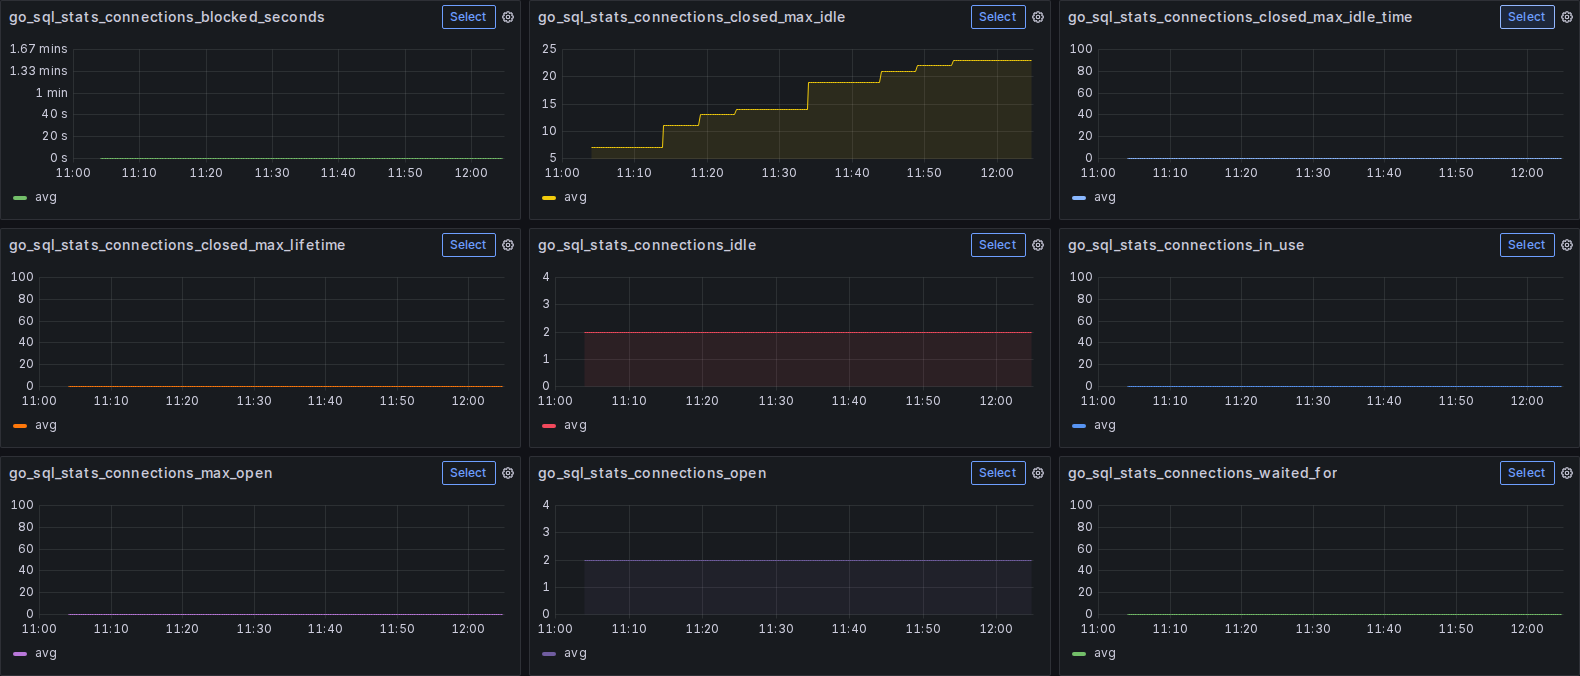 go_sql_stats_connections_blocked_seconds Select
1.67 mins
1.33 mins
1 min
40 s
20 s
0 s
11:00 11:10 11:20 11:30 11:40 11:50 12:00
avg
go_sql_stats_connections_closed_max_idle Select
25
20
15
10
5
11:00 11:10 11:20 11:30 11:40 11:50 12:00
avg
go_sql_stats_connections_closed_max_idle_time Select
100
80
60
40
20
0
11:00 11:10 11:20 11:30 11:40 11:50 12:00
avg
go_sql_stats_connections_closed_max_lifetime Select
100
80
60
40
20
0
11:00 11:10 11:20 11:30 11:40 11:50 12:00
avg
go_sql_stats_connections_idle Select
4
3
2
1
0
11:00 11:10 11:20 11:30 11:40 11:50 12:00
avg
go_sql_stats_connections_in_use Select
100
80
60
40
20
0
11:00 11:10 11:20 11:30 11:40 11:50 12:00
avg
go_sql_stats_connections_max_open Select
100
80
60
40
20
0
11:00 11:10 11:20 11:30 11:40 11:50 12:00
avg
go_sql_stats_connections_open Select
4
3
2
1
0
11:00 11:10 11:20 11:30 11:40 11:50 12:00
avg
go_sql_stats_connections_waited_for Select
100
80
60
40
20
0
11:00 11:10 11:20 11:30 11:40 11:50 12:00
avg